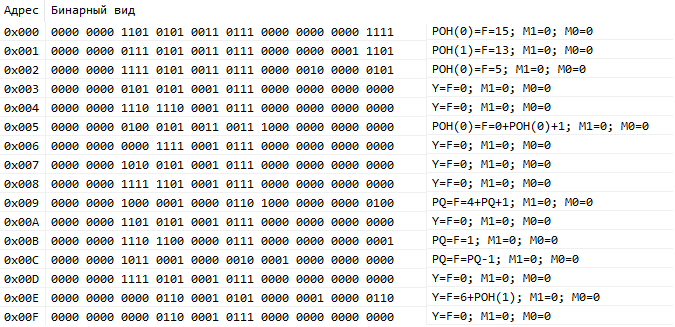 Адрес Бинарный вид
0x000 0000 0000 1101 0101 0011 0111 0000 0000 0000 1111 РОН(0)=F=15; M1=0; M0=0
0x001 0000 0000 1111 0101 0011 0111 0000 0000 0001 1101 РОН(1)=F=13; M1=0; M0=0
0x002 0000 0000 1111 0101 0011 0111 0000 0010 0000 0101 РОН(0)=F=5; M1=0; M0=0
0x003 0000 0000 0101 0101 0001 0111 0000 0000 0000 0000 Y=F=0; M1=0; M0=0
0x004 0000 0000 1110 1110 0001 0111 0000 0000 0000 0000 Y=F=0; M1=0; M0=0
0x005 0000 0000 0100 0101 0011 0011 1000 0000 0000 0000 РОН(0)=F=0+РОН(0)+1; M1=0; M0=0
0x006 0000 0000 0000 1111 0001 0111 0000 0000 0000 0000 Y=F=0; M1=0; M0=0
0x007 0000 0000 1010 0101 0001 0111 0000 0000 0000 0000 Y=F=0; M1=0; M0=0
0x008 0000 0000 1111 1101 0001 0111 0000 0000 0000 0000 Y=F=0; M1=0; M0=0
0x009 0000 0000 1000 0001 0000 0110 1000 0000 0000 0100 PQ=F=4+PQ+1; M1=0; M0=0
0x00A 0000 0000 1101 0101 0001 0111 0000 0000 0000 0000 Y=F=0; M1=0; M0=0
0x00B 0000 0000 1110 1100 0000 0111 0000 0000 0000 0001 PQ=F=1; M1=0; M0=0
0x00C 0000 0000 1011 0001 0000 0010 0001 0000 0000 0000 PQ=F=PQ-1; M1=0; M0=0
0x00D 0000 0000 1111 0101 0001 0111 0000 0000 0000 0000 Y=F=0; M1=0; M0=0
0x00E 0000 0000 0000 0110 0001 0101 0000 0001 0000 0110 Y=F=6+РОН(1); M1=0; M0=0
0x00F 0000 0000 0000 0110 0001 0111 0000 0000 0000 0000 Y=F=0; M1=0; M0=0